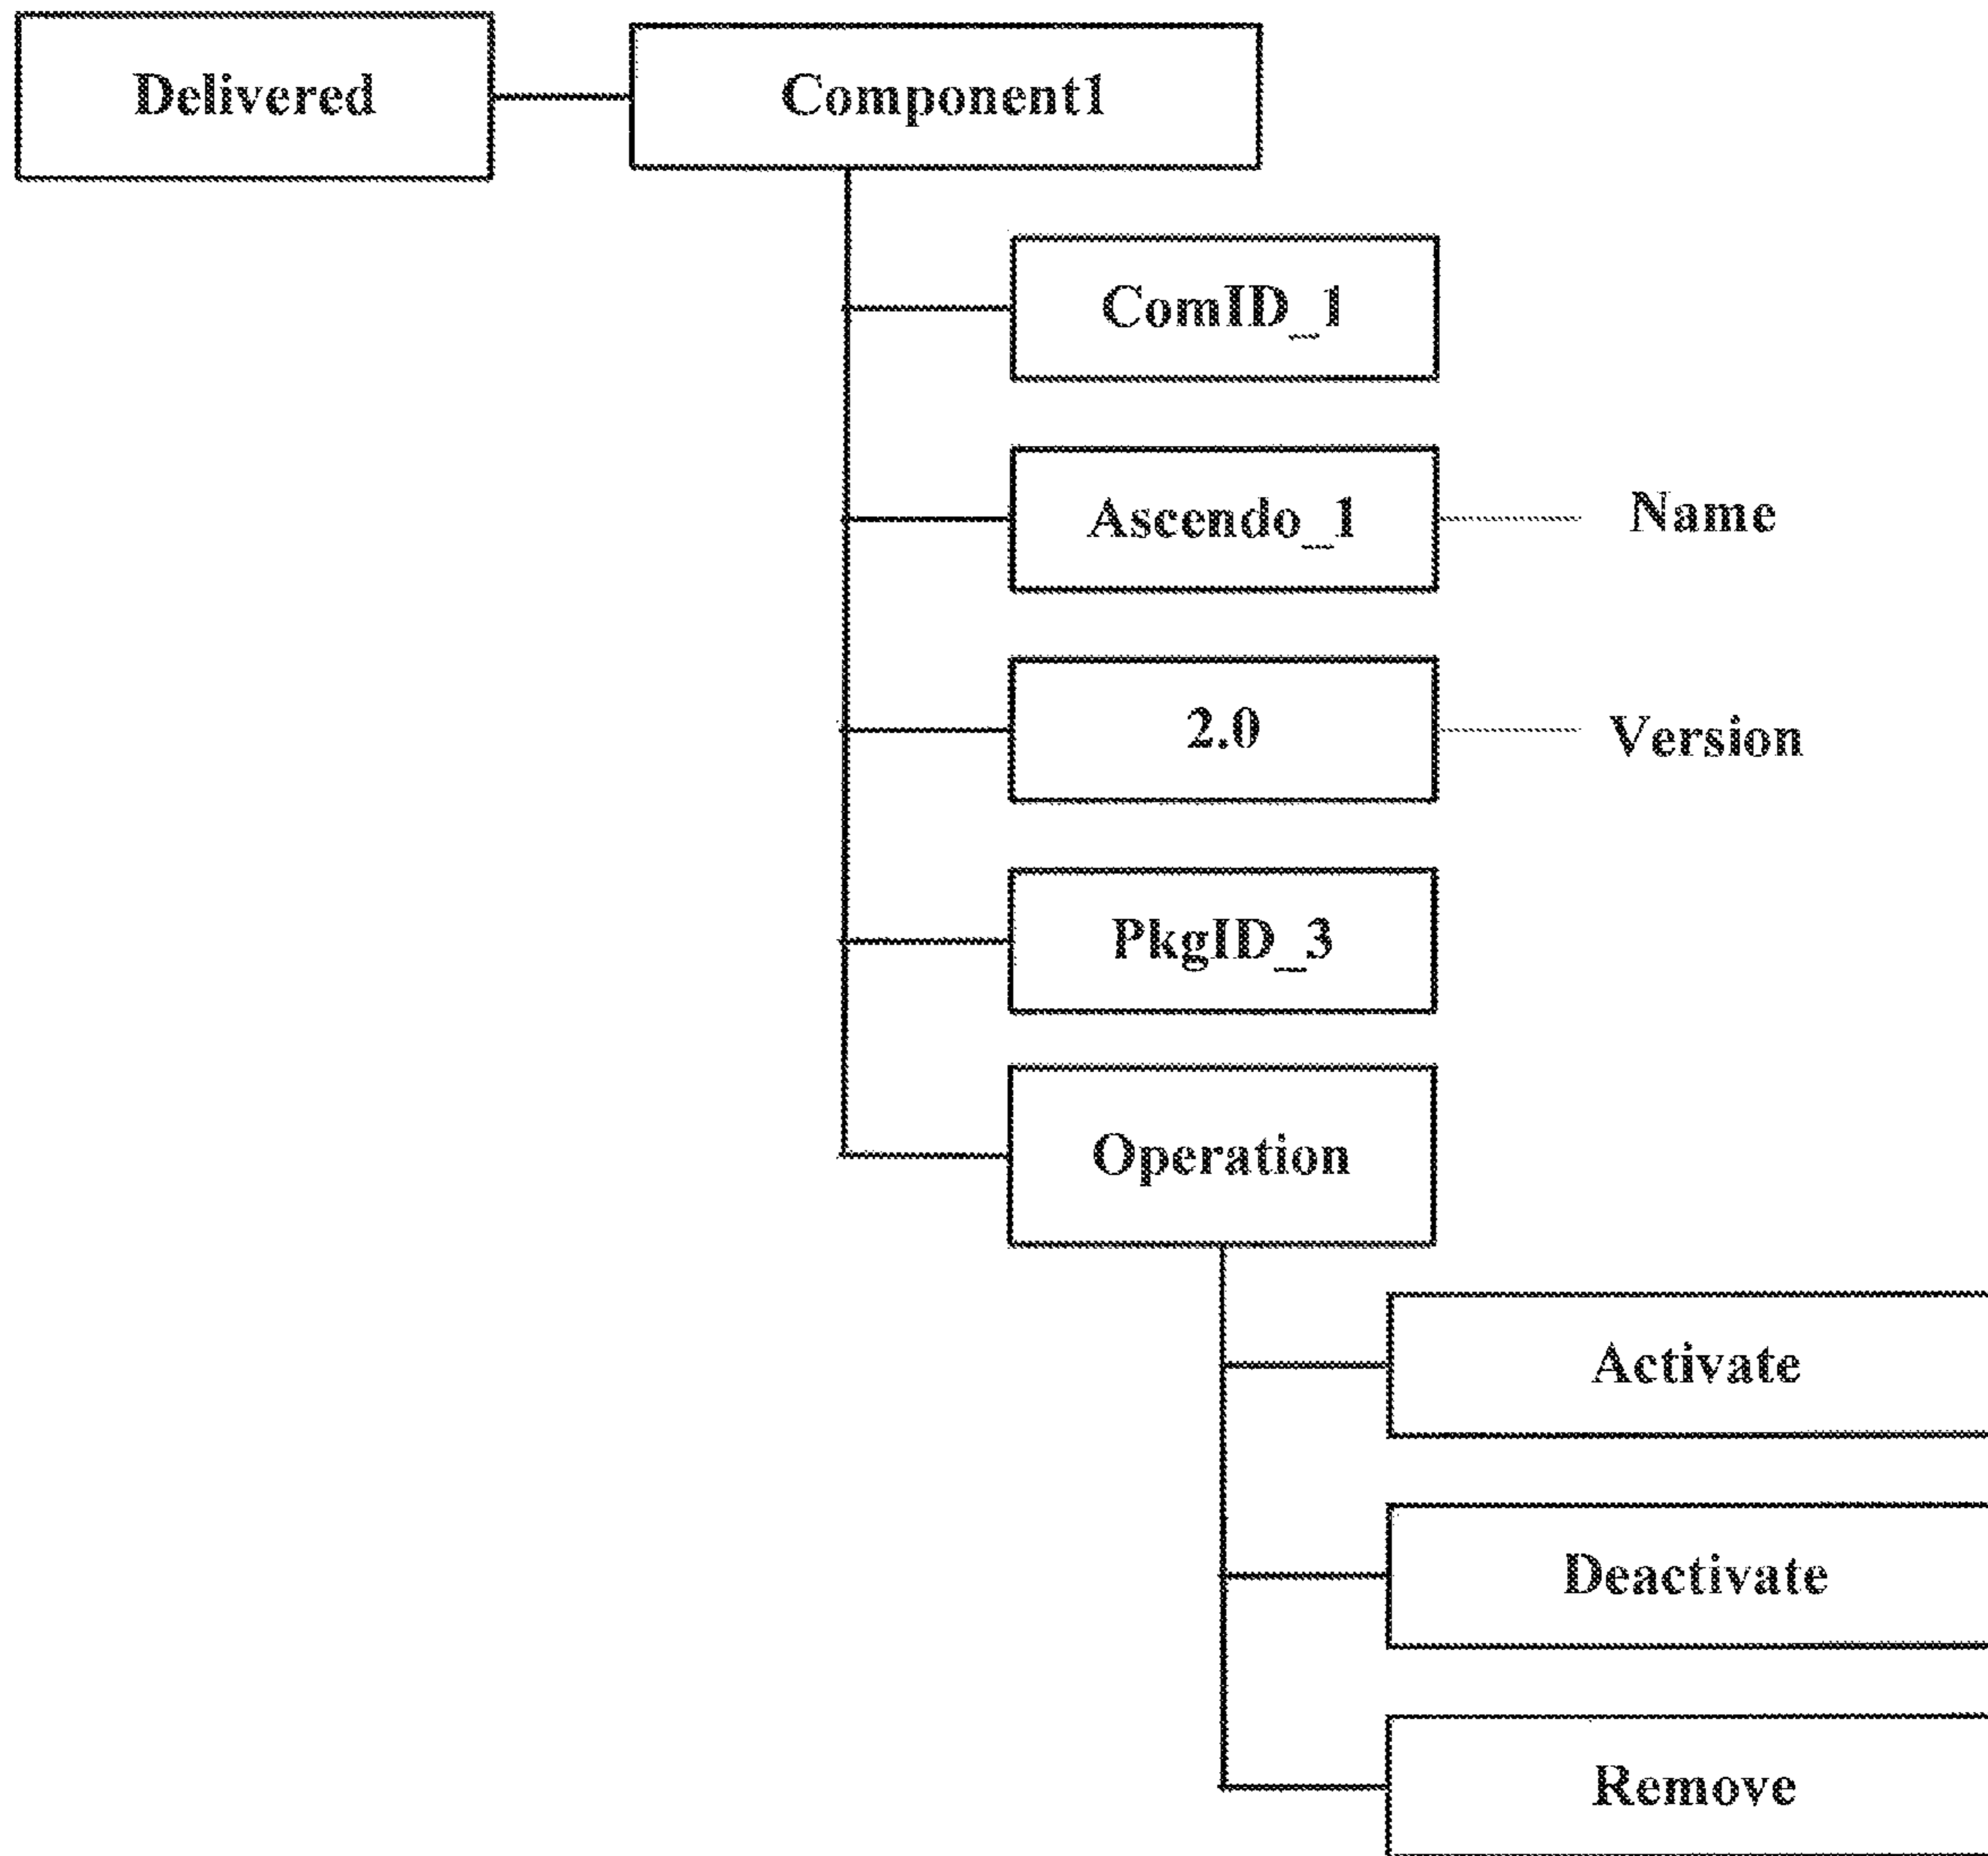 Delivered
Component1
ComID_1
Ascendo_1
Name
2.0
Version
PkgID_3
Operation
Activate
Deactivate
Remove